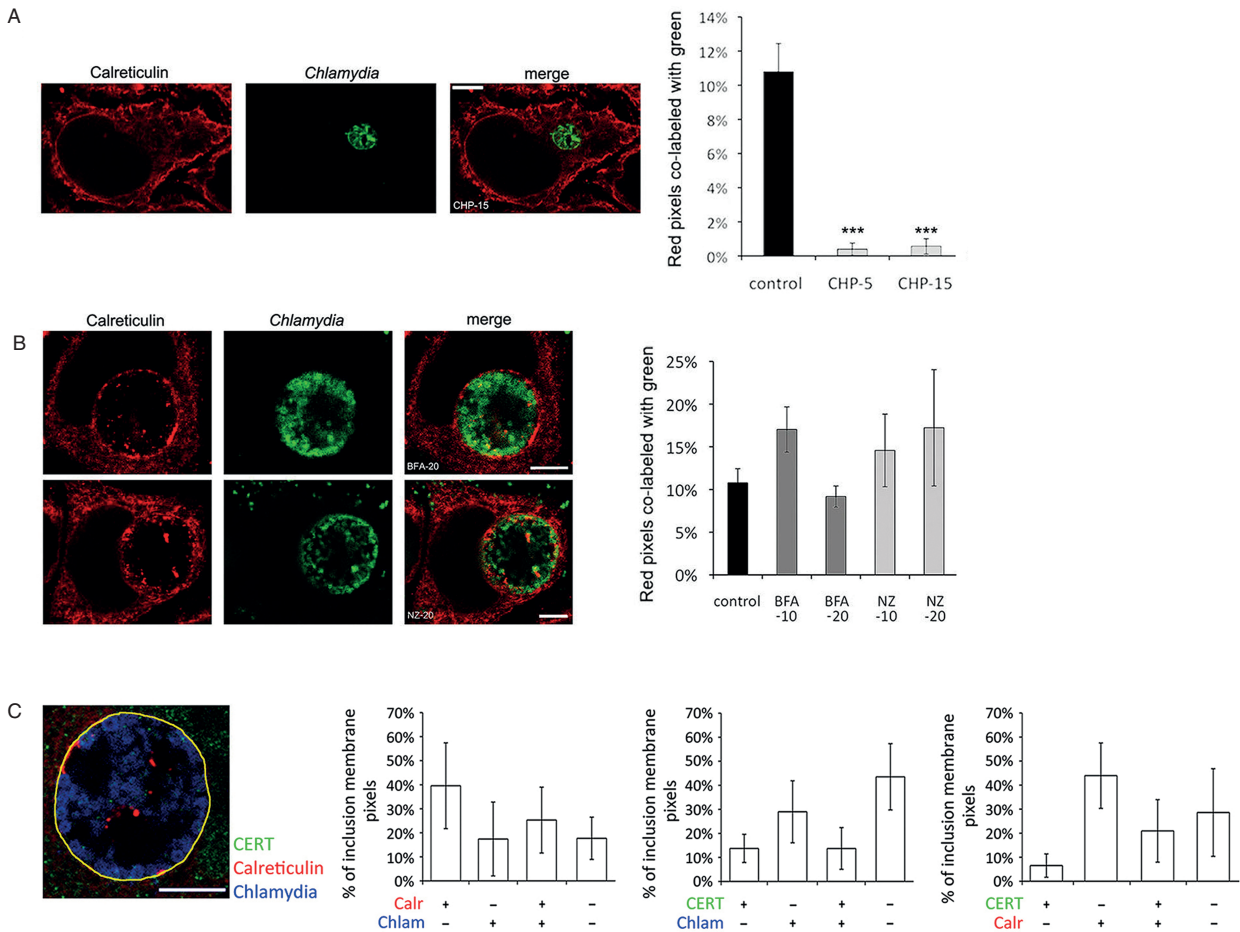 A
Calreticulin Chlamydia merge
CHP-15
Red pixels co-labeled with green
14%
12%
10%
8%
6%
4%
2%
0%
*** ***
control CHP-5 CHP-15
B
Calreticulin Chlamydia merge
BFA-20
NZ-20
Red pixels co-labeled with green
25%
20%
15%
10%
5%
0%
control BFA -10 BFA -20 NZ -10 NZ -20
C
CERT
Calreticulin
Chlamydia
% of inclusion membrane
pixels
70%
60%
50%
40%
30%
20%
10%
0%
Calr + – + –
Chlam – + + –
% of inclusion membrane
pixels
70%
60%
50%
40%
30%
20%
10%
0%
CERT + – + –
Chlam – + + –
% of inclusion membrane
pixels
70%
60%
50%
40%
30%
20%
10%
0%
CERT + – + –
Calr – + + –